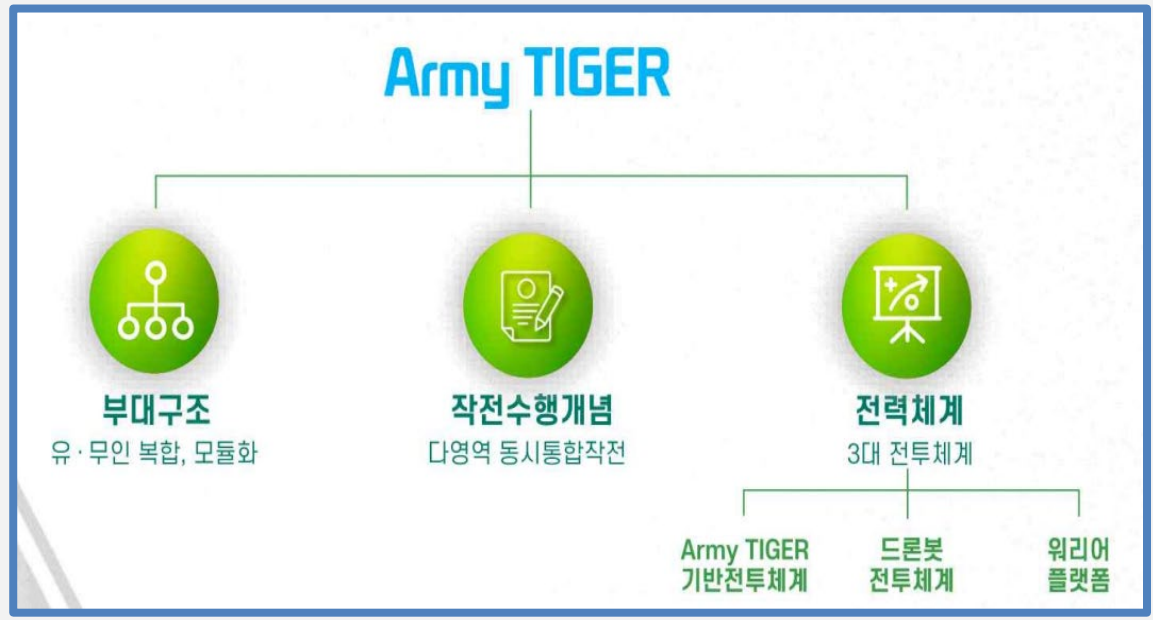 Army TIGER
부대구조
유·무인 복합, 모듈화
작전수행개념
다영역 동시통합작전
전력체계
3대 전투체계
Army TIGER
기반전투체계
드론봇
전투체계
워리어
플랫폼